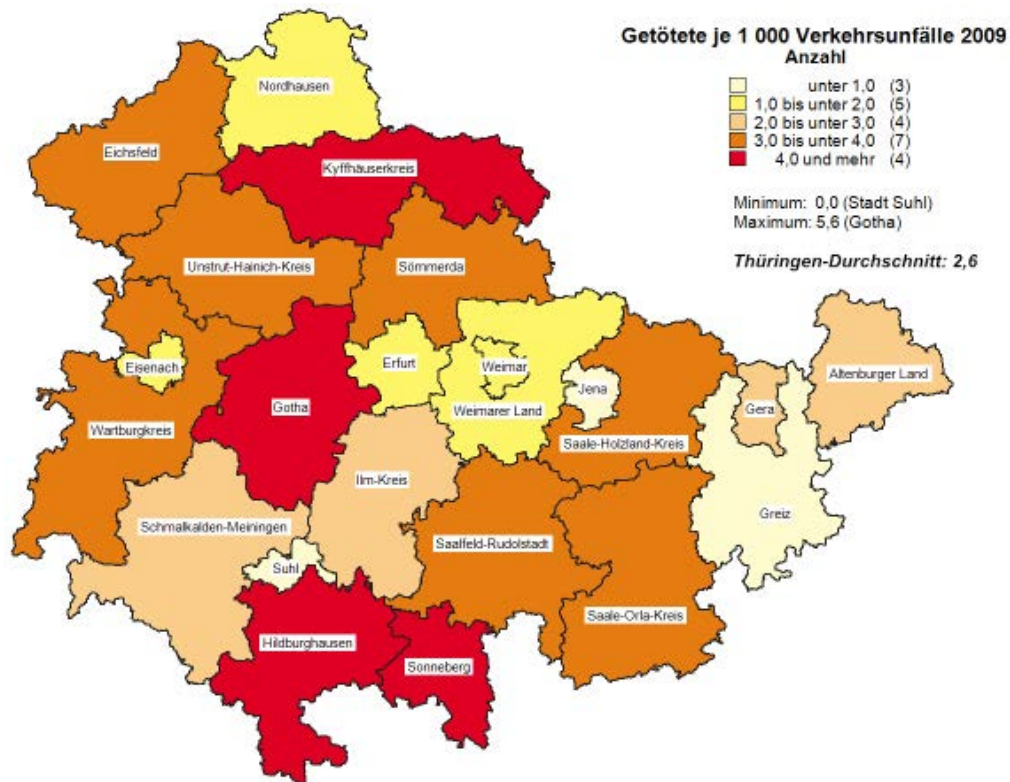 Getötete je 1 000 Verkehrsunfälle 2009
Anzahl
unter 1,0 (3)
1,0 bis unter 2,0 (5)
2,0 bis unter 3,0 (4)
3,0 bis unter 4,0 (7)
4,0 und mehr (4)
Minimum: 0,0 (Stadt Suhl)
Maximum: 5,6 (Gotha)
Thüringen-Durchschnitt: 2,6
Nordhausen
Eichsfeld
Kyffhäuserkreis
Unstrut-Hainich-Kreis
Sömmerda
Eisenach
Erfurt
Weimar
Altenburger Land
Jena
Gotha
Weimarer Land
Gera
Wartburgkreis
Saale-Holzland-Kreis
Ilm-Kreis
Greiz
Schmalkalden-Meiningen
Saalfeld-Rudolstadt
Suhl
Saale-Orla-Kreis
Hildburghausen
Sonneberg